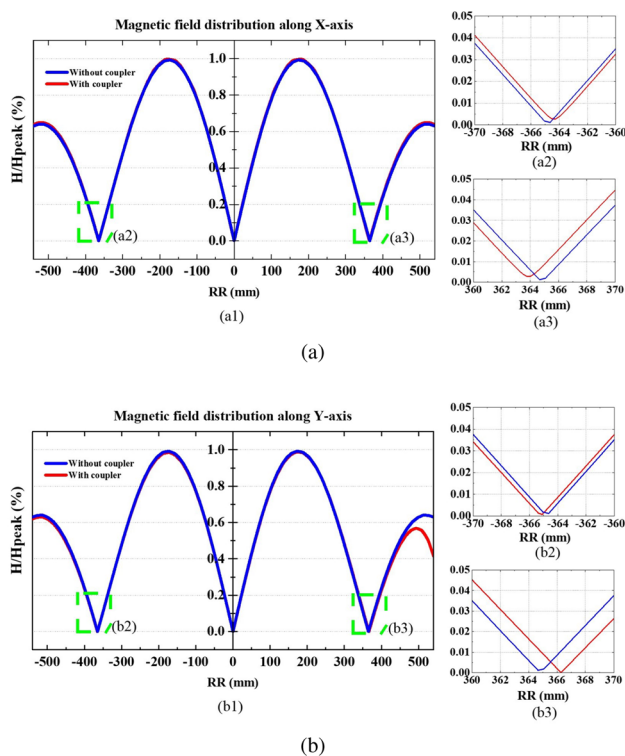 Magnetic field distribution along X-axis
Without coupler
With coupler
H/Hpeak (%)
1.0
0.8
0.6
0.4
0.2
0.0
(a2)
(a3)
-500 -400 -300 -200 -100 0 100 200 300 400 500
RR (mm)
(a1)
0.05
0.04
0.03
0.02
0.01
0.00
-370 -368 -366 -364 -362 -360
RR (mm)
(a2)
0.05
0.04
0.03
0.02
0.01
0.00
360 362 364 366 368 370
RR (mm)
(a3)
(a)
Magnetic field distribution along Y-axis
Without coupler
With coupler
H/Hpeak (%)
1.0
0.8
0.6
0.4
0.2
0.0
(b2)
(b3)
-500 -400 -300 -200 -100 0 100 200 300 400 500
RR (mm)
(b1)
0.05
0.04
0.03
0.02
0.01
0.00
-370 -368 -366 -364 -362 -360
RR (mm)
(b2)
0.05
0.04
0.03
0.02
0.01
0.00
360 362 364 366 368 370
RR (mm)
(b3)
(b)